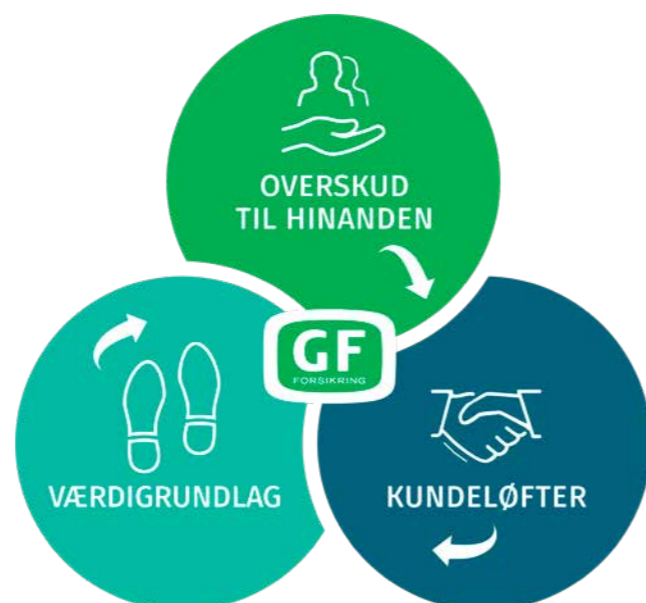 OVERSKUD
TIL HINANDEN
GF
FORSIKRING
VÆRDIGRUNDLAG
KUNDELØFTER